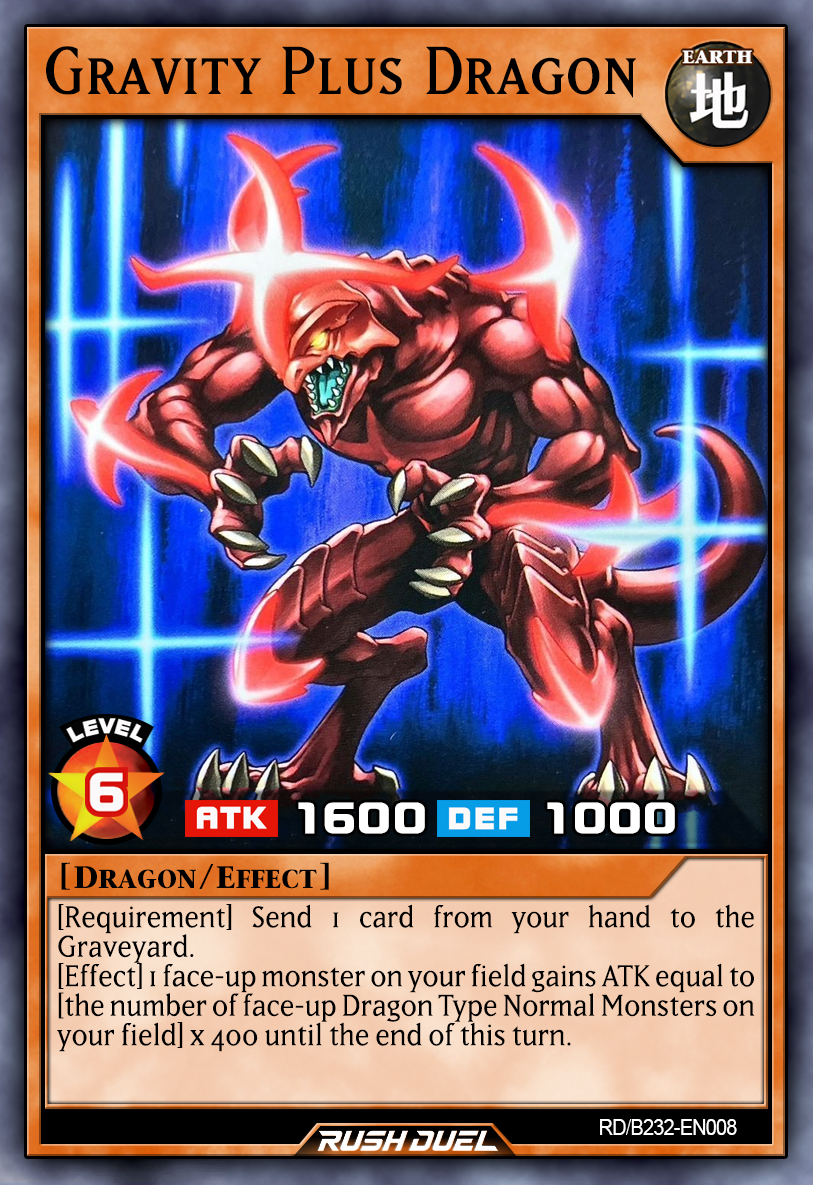 Gravity Plus Dragon
EARTH
地
LEVEL
6
ATK 1600 DEF 1000
[Dragon/Effect]
[Requirement] Send 1 card from your hand to the
Graveyard.
[Effect] 1 face-up monster on your field gains ATK equal to
[the number of face-up Dragon Type Normal Monsters on
your field] x 400 until the end of this turn.
RUSH DUEL
RD/B232-EN008